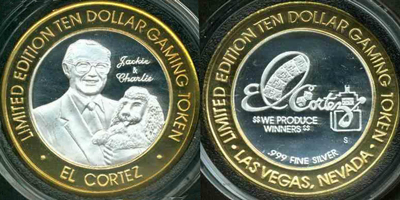 LIMITED EDITION TEN DOLLAR GAMING TOKEN
Jackie
&
Charlie
• EL CORTEZ •
LIMITED EDITION TEN DOLLAR GAMING TOKEN
El Cortez
$$ WE PRODUCE
WINNERS $$
.999 FINE SILVER
S
• LAS VEGAS, NEVADA •